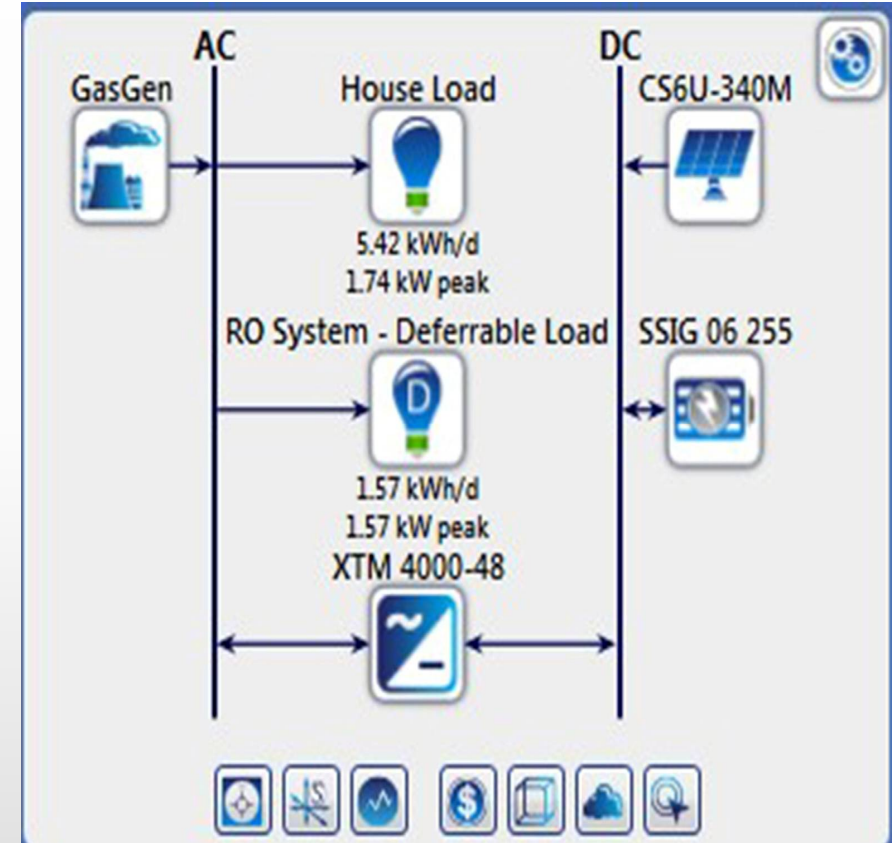 AC
DC
GasGen
House Load
CS6U-340M
5.42 kWh/d
1.74 kW peak
RO System - Deferrable Load
SSIG 06 255
D
1.57 kWh/d
1.57 kW peak
XTM 4000-48
S
$